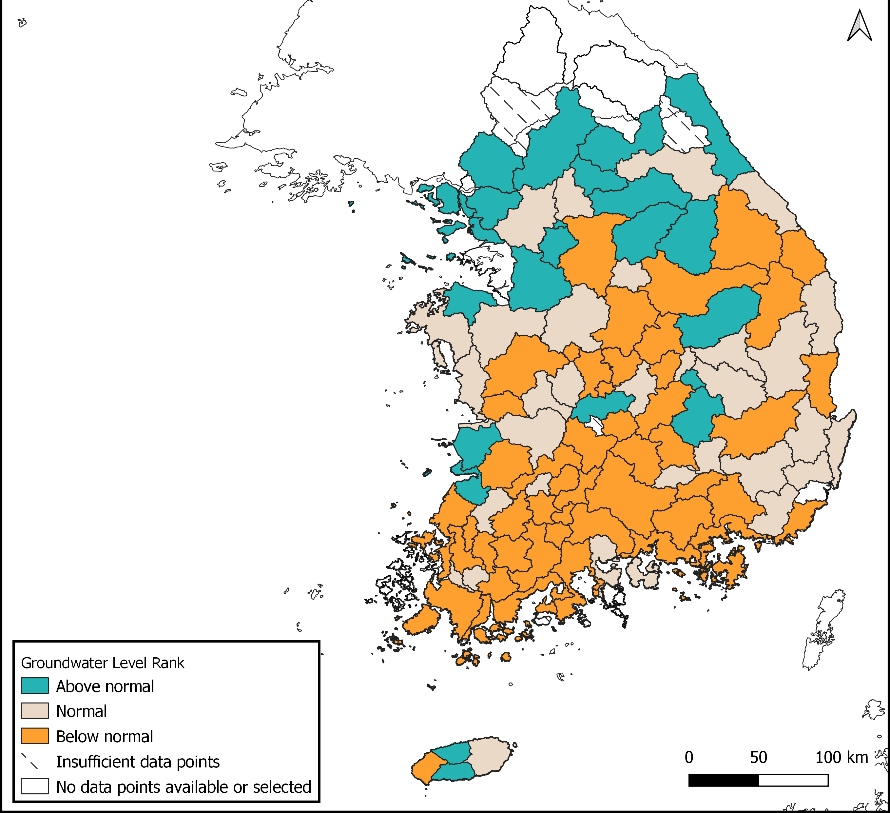 Groundwater Level Rank
Above normal
Normal
Below normal
Insufficient data points
No data points available or selected
0 50 100 km